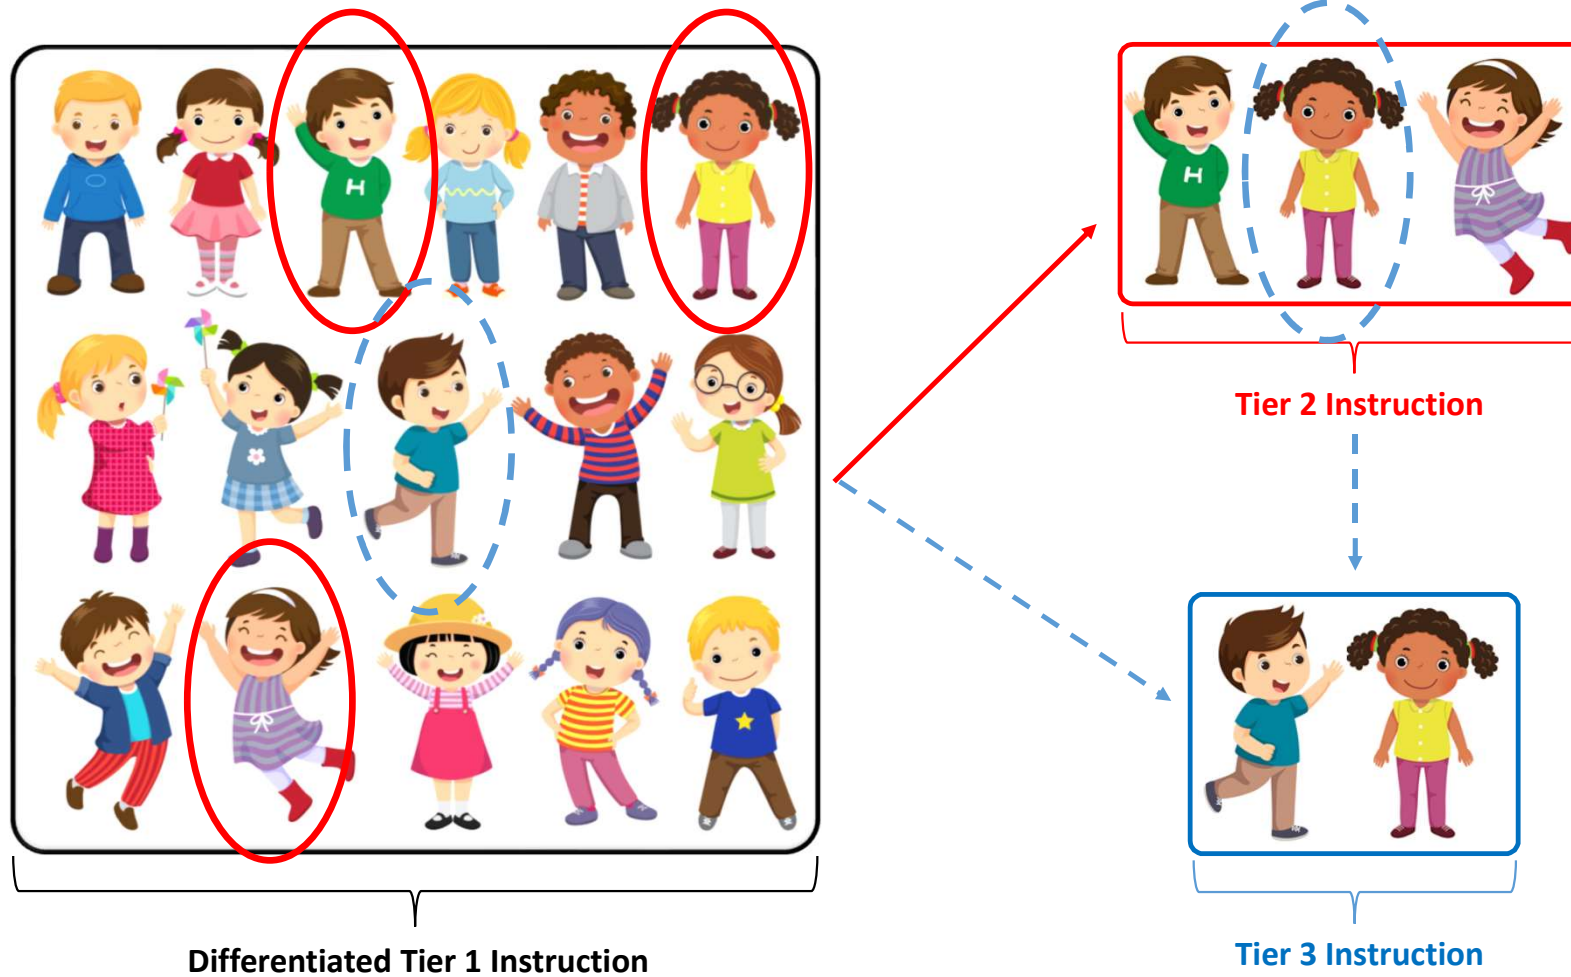 H
H
Tier 2 Instruction
Differentiated Tier 1 Instruction
Tier 3 Instruction